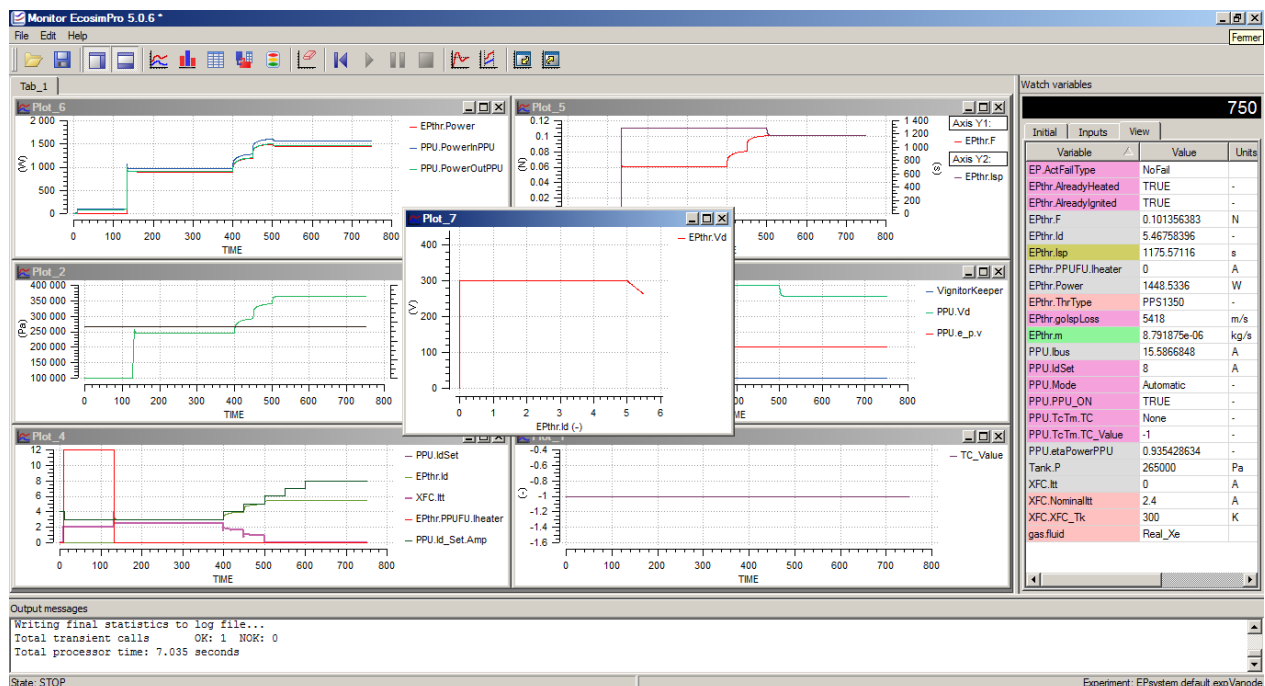 Monitor EcosimPro 5.0.6 *
File Edit Help
Fermer
Tab_1
Plot_6
2 000
1 500
1 000
500
0
(W)
0 100 200 300 400 500 600 700 800
TIME
EPthr.Power
PPU.PowerInPPU
PPU.PowerOutPPU
Plot_5
0.12
0.1
0.08
0.06
0.04
0.02
(N)
500 600 700 800
1 400
1 200
1 000
800
600
400
200
0
(s)
Axis Y1:
EPthr.F
Axis Y2:
EPthr.Isp
Plot_7
400
300
200
100
0
(V)
0 1 2 3 4 5 6
EPthr.Id (-)
EPthr.Vd
Plot_2
400 000
350 000
300 000
250 000
200 000
150 000
100 000
(Pa)
0 100 200 300 400 500 600 700 800
TIME
500 600 700 800
TIME
VignitorKeeper
PPU.Vd
PPU.e_p.v
Plot_4
12
10
8
6
4
2
0
0 100 200 300 400 500 600 700 800
TIME
PPU.IdSet
EPthr.Id
XFC.Itt
EPthr.PPUFU.Iheater
PPU.Id_Set.Amp
Plot_1
-0.4
-0.6
-0.8
-1
-1.2
-1.4
-1.6
(-)
0 100 200 300 400 500 600 700 800
TIME
TC_Value
Watch variables
750
Initial Inputs View
Variable Value Units
EP.ActFailType NoFail
EPthr.AlreadyHeated TRUE -
EPthr.AlreadyIgnited TRUE -
EPthr.F 0.101356383 N
EPthr.Id 5.46758396 -
EPthr.Isp 1175.57116 s
EPthr.PPUFU.Iheater 0 A
EPthr.Power 1448.5336 W
EPthr.ThrType PPS1350 -
EPthr.goIspLoss 5418 m/s
EPthr.m 8.791875e-06 kg/s
PPU.Ibus 15.5866848 A
PPU.IdSet 8 A
PPU.Mode Automatic -
PPU.PPU_ON TRUE -
PPU.TcTm.TC None -
PPU.TcTm.TC_Value -1 -
PPU.etaPowerPPU 0.935428634 -
Tank.P 265000 Pa
XFC.Itt 0 A
XFC.NominalItt 2.4 A
XFC.XFC_Tk 300 K
gas.fluid Real_Xe
Output messages
Writing final statistics to log file...
Total transient calls OK: 1 NOK: 0
Total processor time: 7.035 seconds
State: STOP
Experiment: EPsystem.default.expVanode